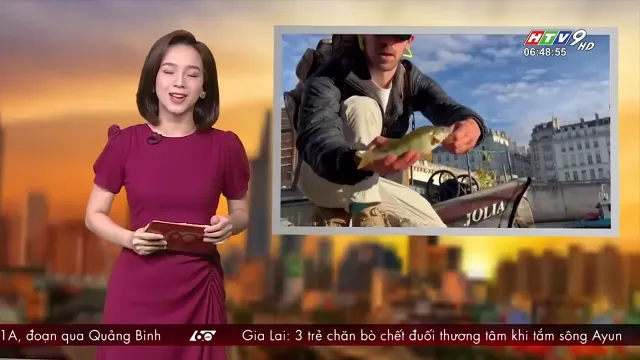 HTV9 HD
06:48:55
JOLIA
1A, đoạn qua Quảng Bình
60
Gia Lai: 3 trẻ chăn bò chết đuối thương tâm khi tắm sông Ayun